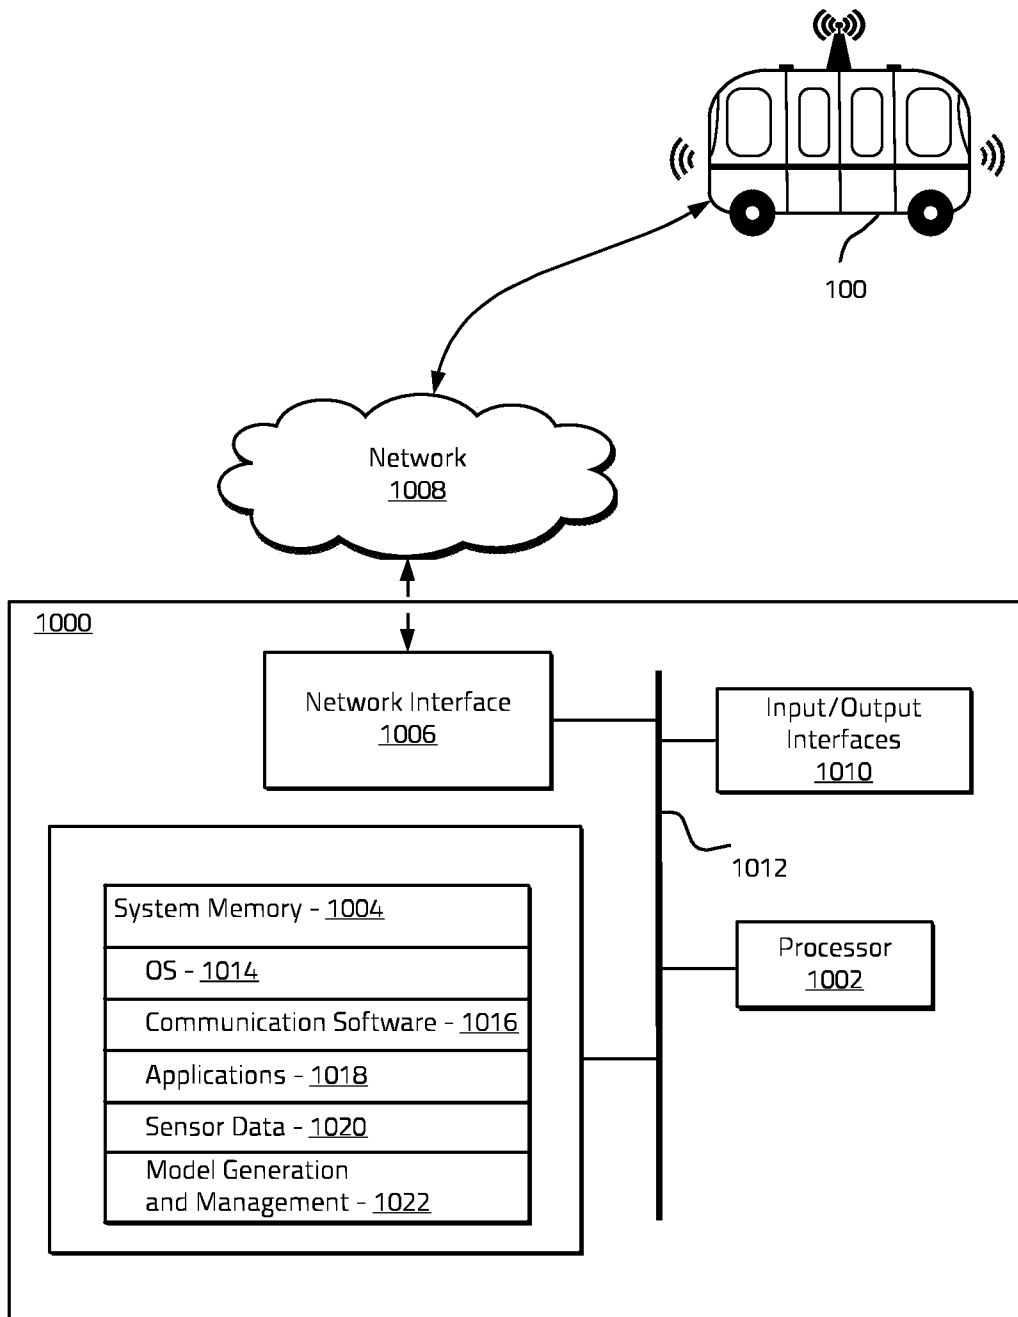 100
Network
1008
1000
Network Interface
1006
Input/Output
Interfaces
1010
1012
System Memory - 1004
OS - 1014
Communication Software - 1016
Applications - 1018
Sensor Data - 1020
Model Generation
and Management - 1022
Processor
1002